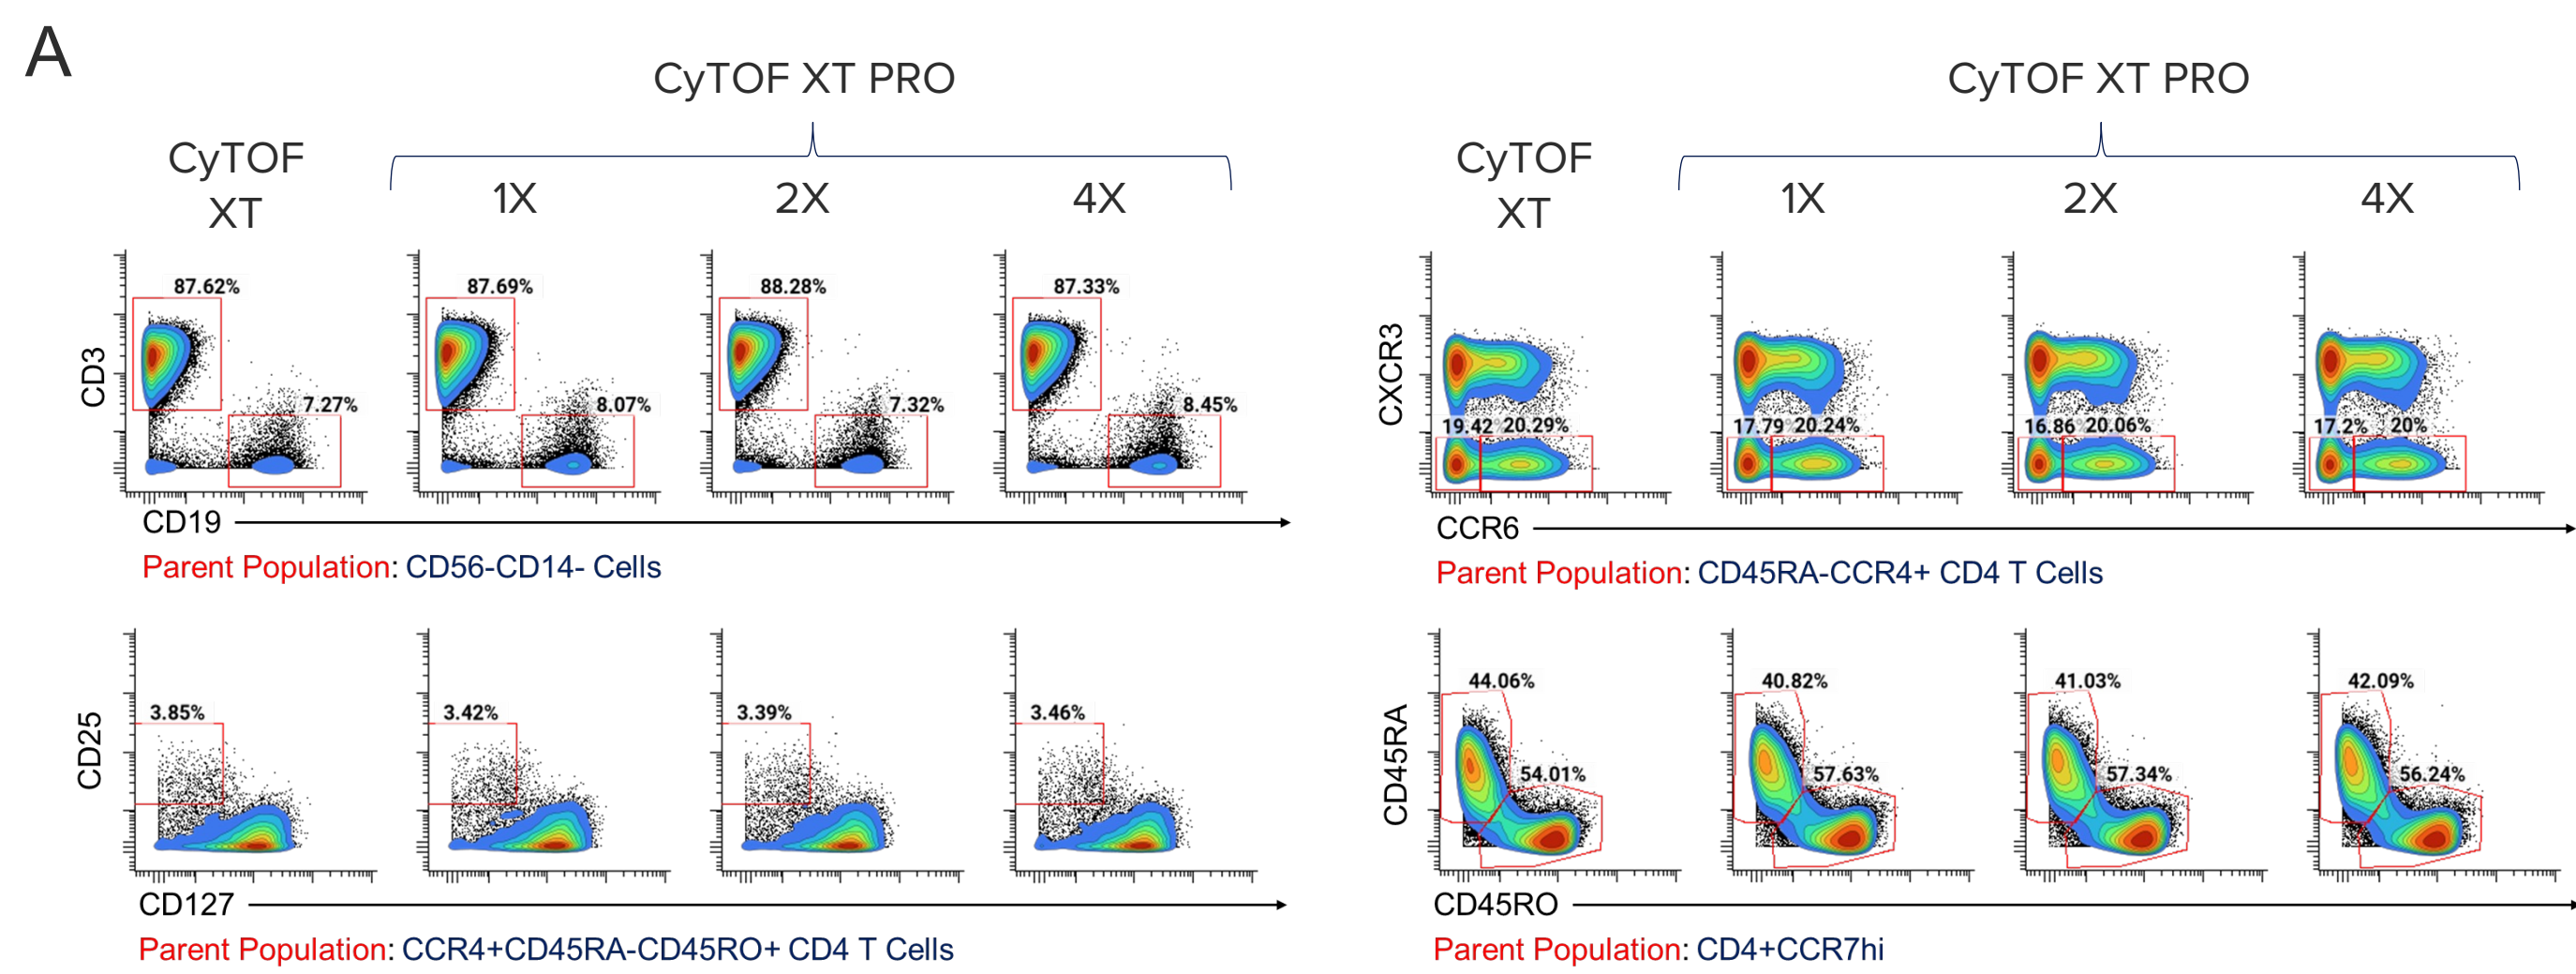 A
CyTOF XT PRO
CyTOF
XT
1X
2X
4X
CD3
87.62%
7.27%
87.69%
8.07%
88.28%
7.32%
87.33%
8.45%
CD19
Parent Population: CD56-CD14- Cells
CyTOF XT PRO
CyTOF
XT
1X
2X
4X
CXCR3
19.42 20.29%
17.79 20.24%
16.86 20.06%
17.2% 20%
CCR6
Parent Population: CD45RA-CCR4+ CD4 T Cells
CD25
3.85%
3.42%
3.39%
3.46%
CD127
Parent Population: CCR4+CD45RA-CD45RO+ CD4 T Cells
CD45RA
44.06%
54.01%
40.82%
57.63%
41.03%
57.34%
42.09%
56.24%
CD45RO
Parent Population: CD4+CCR7hi